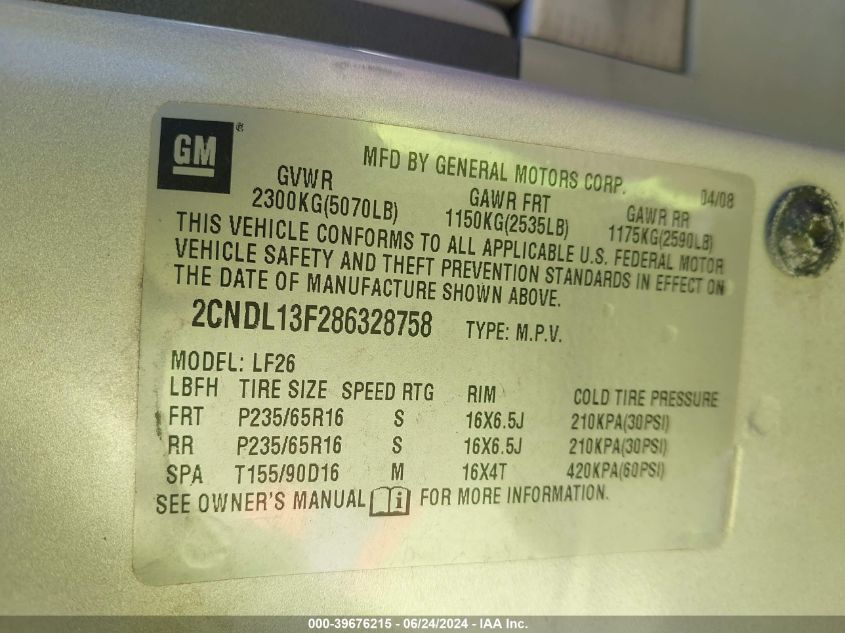 GM®
MFD BY GENERAL MOTORS CORP. 04/08
GVWR GAWR FRT GAWR RR
2300KG(5070LB) 1150KG(2535LB) 1175KG(2590LB)
THIS VEHICLE CONFORMS TO ALL APPLICABLE U.S. FEDERAL MOTOR
VEHICLE SAFETY AND THEFT PREVENTION STANDARDS IN EFFECT ON
THE DATE OF MANUFACTURE SHOWN ABOVE.
2CNDL13F286328758 TYPE: M.P.V.
MODEL: LF26
LBFH TIRE SIZE SPEED RTG RIM COLD TIRE PRESSURE
FRT P235/65R16 S 16X6.5J 210KPA(30PSI)
RR P235/65R16 S 16X6.5J 210KPA(30PSI)
SPA T155/90D16 M 16X4T 420KPA(60PSI)
SEE OWNER'S MANUAL i FOR MORE INFORMATION.
000-39676215 - 06/24/2024 - IAA Inc.